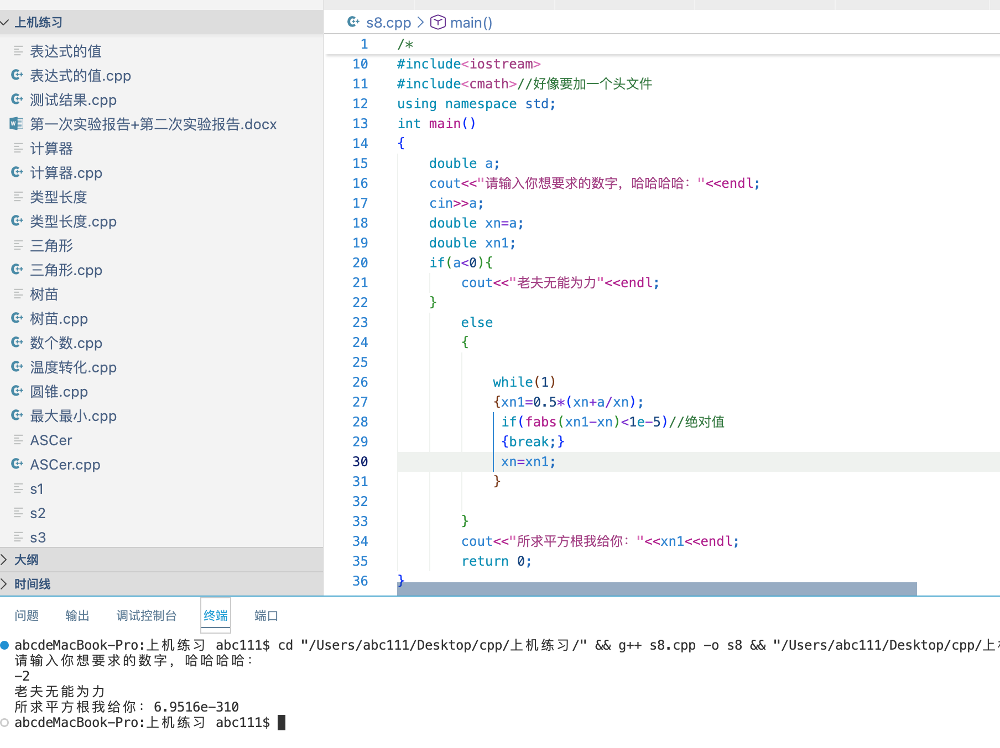 上机练习
表达式的值
表达式的值.cpp
测试结果.cpp
第一次实验报告+第二次实验报告.docx
计算器
计算器.cpp
类型长度
类型长度.cpp
三角形
三角形.cpp
树苗
树苗.cpp
数个数.cpp
温度转化.cpp
圆锥.cpp
最大最小.cpp
ASCer
ASCer.cpp
s1
s2
s3
大纲
时间线
s8.cpp > main()
1 /*
10 #include<iostream>
11 #include<cmath>//好像要加一个头文件
12 using namespace std;
13 int main()
14 {
15 double a;
16 cout<<"请输入你想要求的数字，哈哈哈哈："<<endl;
17 cin>>a;
18 double xn=a;
19 double xn1;
20 if(a<0){
21 cout<<"老夫无能为力"<<endl;
22 }
23 else
24 {
25
26 while(1)
27 {xn1=0.5*(xn+a/xn);
28 if(fabs(xn1-xn)<1e-5)//绝对值
29 {break;}
30 xn=xn1;
31 }
32
33 }
34 cout<<"所求平方根我给你："<<xn1<<endl;
35 return 0;
36 }
问题 输出 调试控制台 终端 端口
abcdeMacBook-Pro:上机练习 abc111$ cd "/Users/abc111/Desktop/cpp/上机练习/" && g++ s8.cpp -o s8 && "/Users/abc111/Desktop/cpp/上
请输入你想要求的数字，哈哈哈哈：
-2
老夫无能为力
所求平方根我给你：6.9516e-310
abcdeMacBook-Pro:上机练习 abc111$